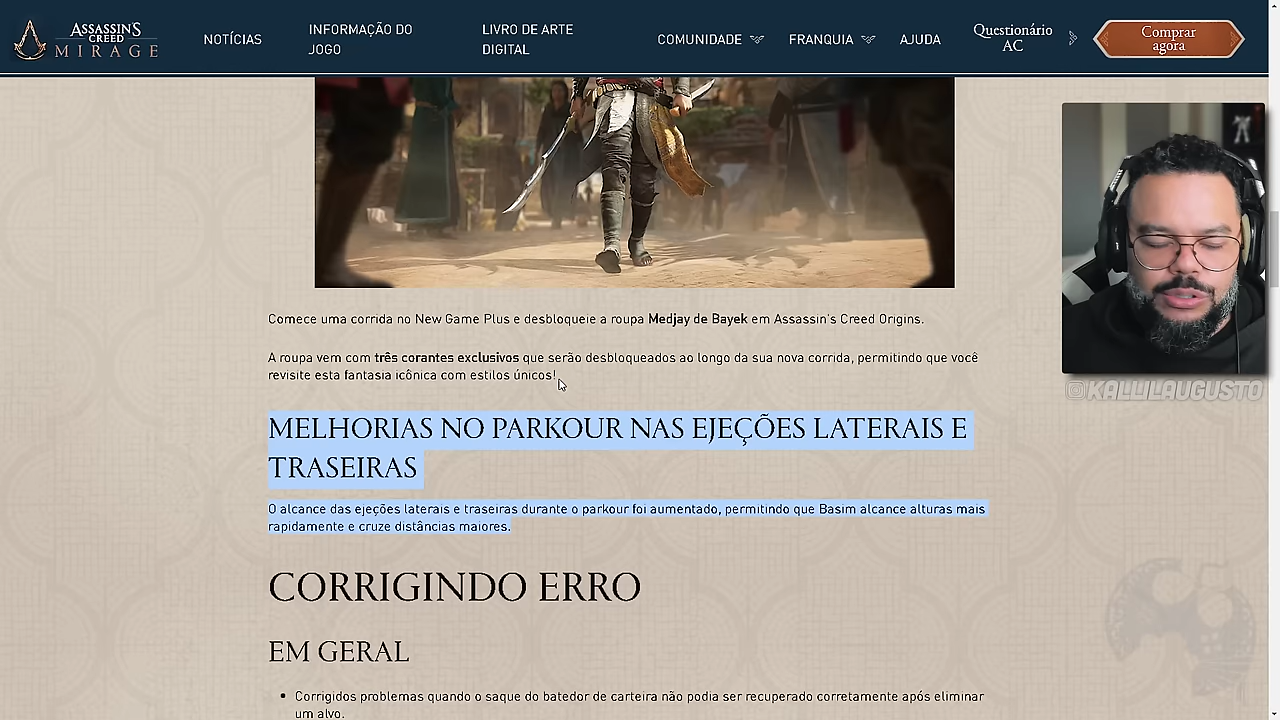 ASSASSIN'S
CREED
MIRAGE
NOTÍCIAS
INFORMAÇÃO DO
JOGO
LIVRO DE ARTE
DIGITAL
COMUNIDADE
FRANQUIA
AJUDA
Questionário
AC
Comprar
agora
Comece uma corrida no New Game Plus e desbloqueie a roupa Medjay de Bayek em Assassin's Creed Origins.
A roupa vem com três corantes exclusivos que serão desbloqueados ao longo da sua nova corrida, permitindo que você
revisite esta fantasia icônica com estilos únicos!
MELHORIAS NO PARKOUR NAS EJEÇÕES LATERAIS E
TRASEIRAS
O alcance das ejeções laterais e traseiras durante o parkour foi aumentado, permitindo que Basim alcance alturas mais
rapidamente e cruze distâncias maiores.
CORRIGINDO ERRO
EM GERAL
• Corrigidos problemas quando o saque do batedor de carteira não podia ser recuperado corretamente após eliminar
um alvo.
@KALLILAUGUSTO